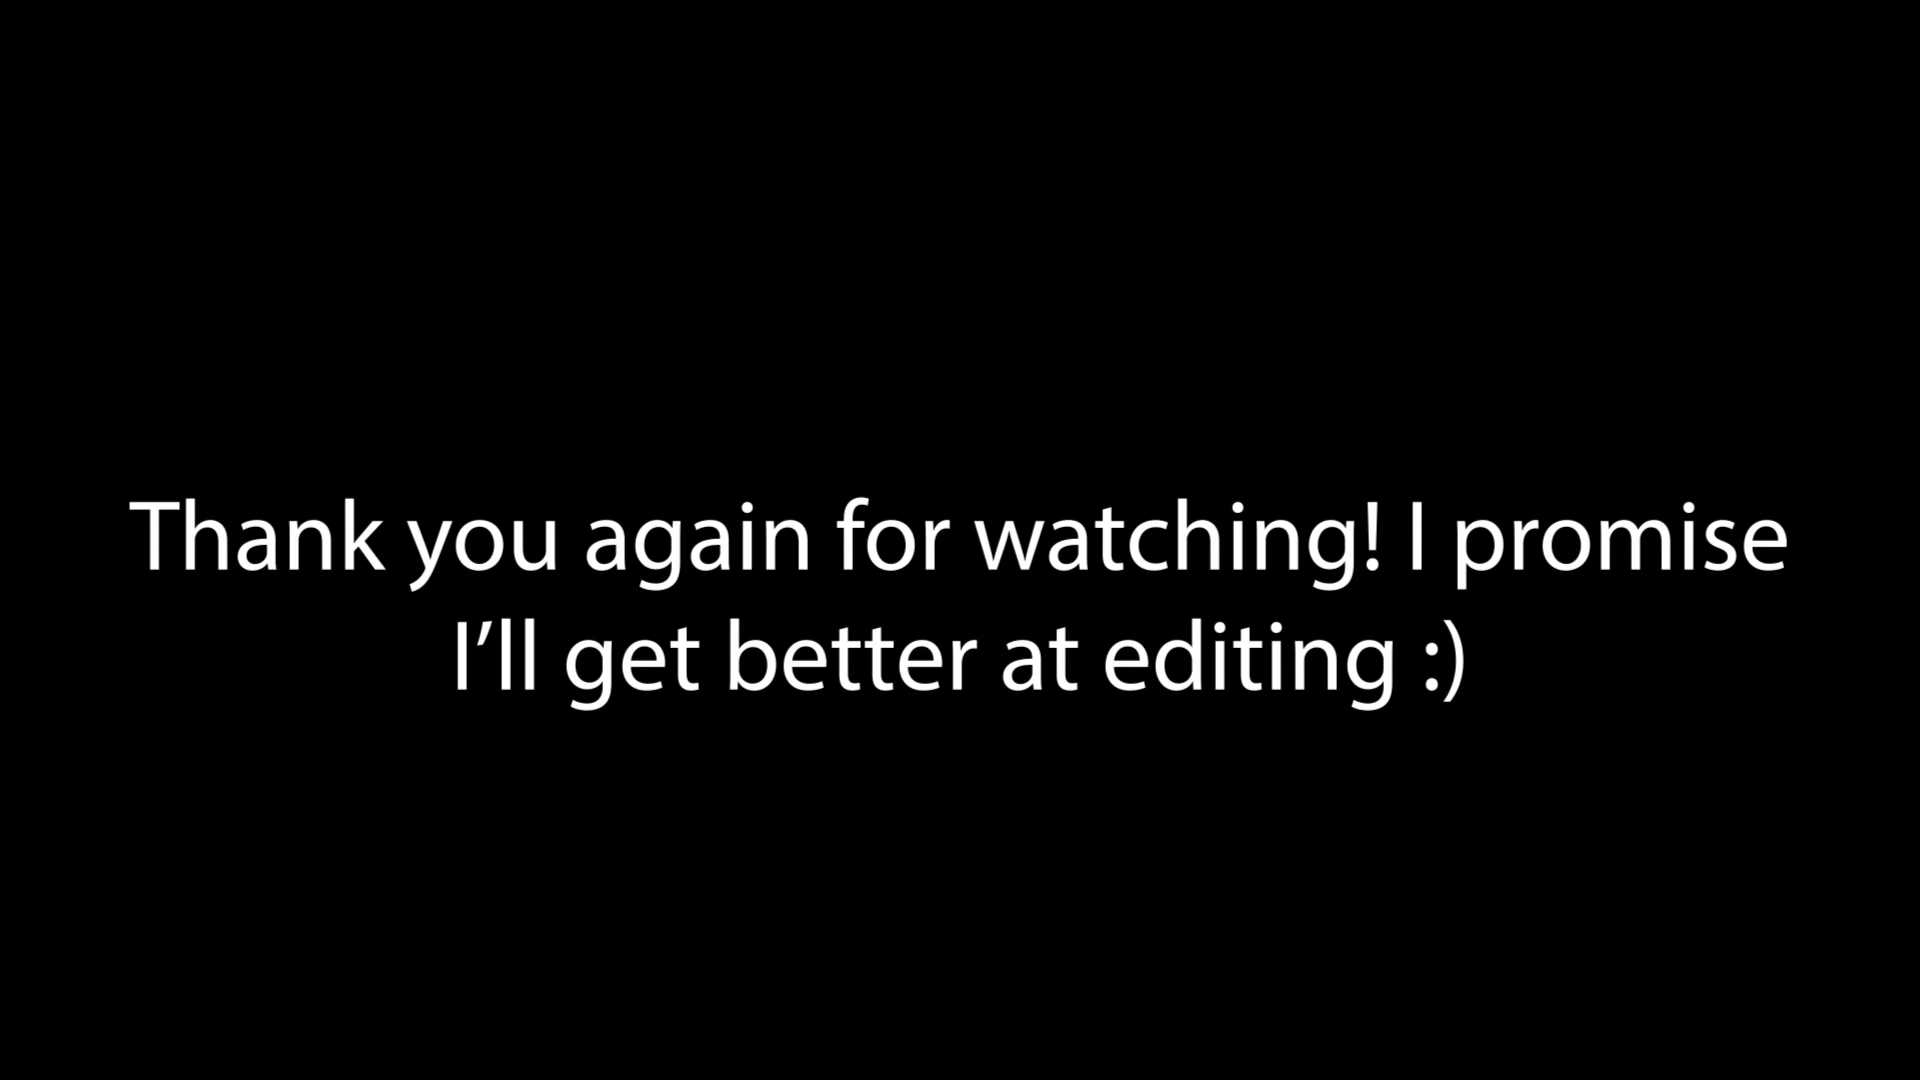 Thank you again for watching! I promise
I’ll get better at editing :)